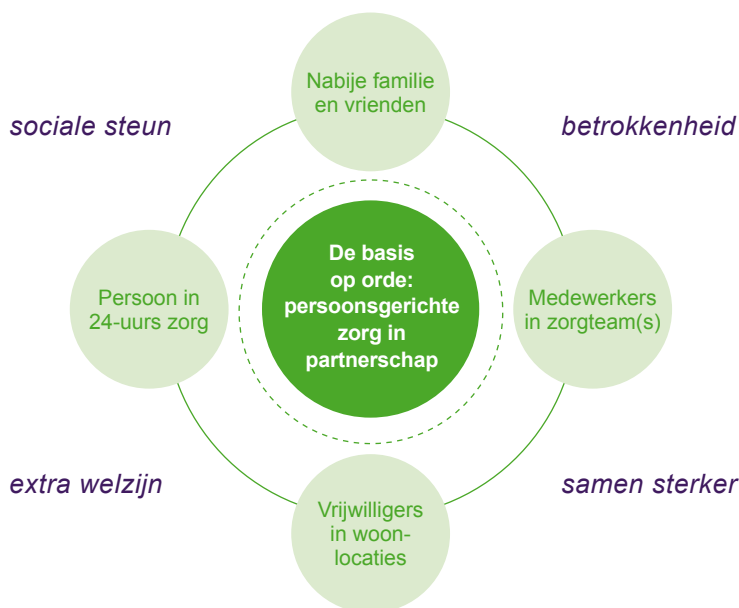 Nabije familie
en vrienden
sociale steun
betrokkenheid
De basis
op orde:
persoonsgerichte
zorg in
partnerschap
Persoon in
24-uurs zorg
Medewerkers
in zorgteam(s)
extra welzijn
samen sterker
Vrijwilligers
in woon-
locaties